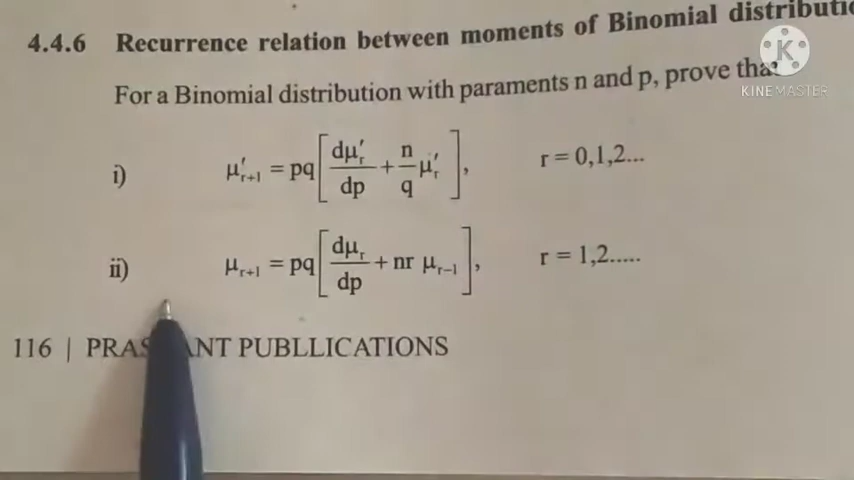 4.4.6 Recurrence relation between moments of Binomial distributio
For a Binomial distribution with paraments n and p, prove tha
K
KINEMASTER
i) μ′r+1 = pq[dμ′r/dp + n/q μ′r], r = 0,1,2...
ii) μr+1 = pq[dμr/dp + nr μr−1], r = 1,2.....
116 | PRAS ANT PUBLLICATIONS